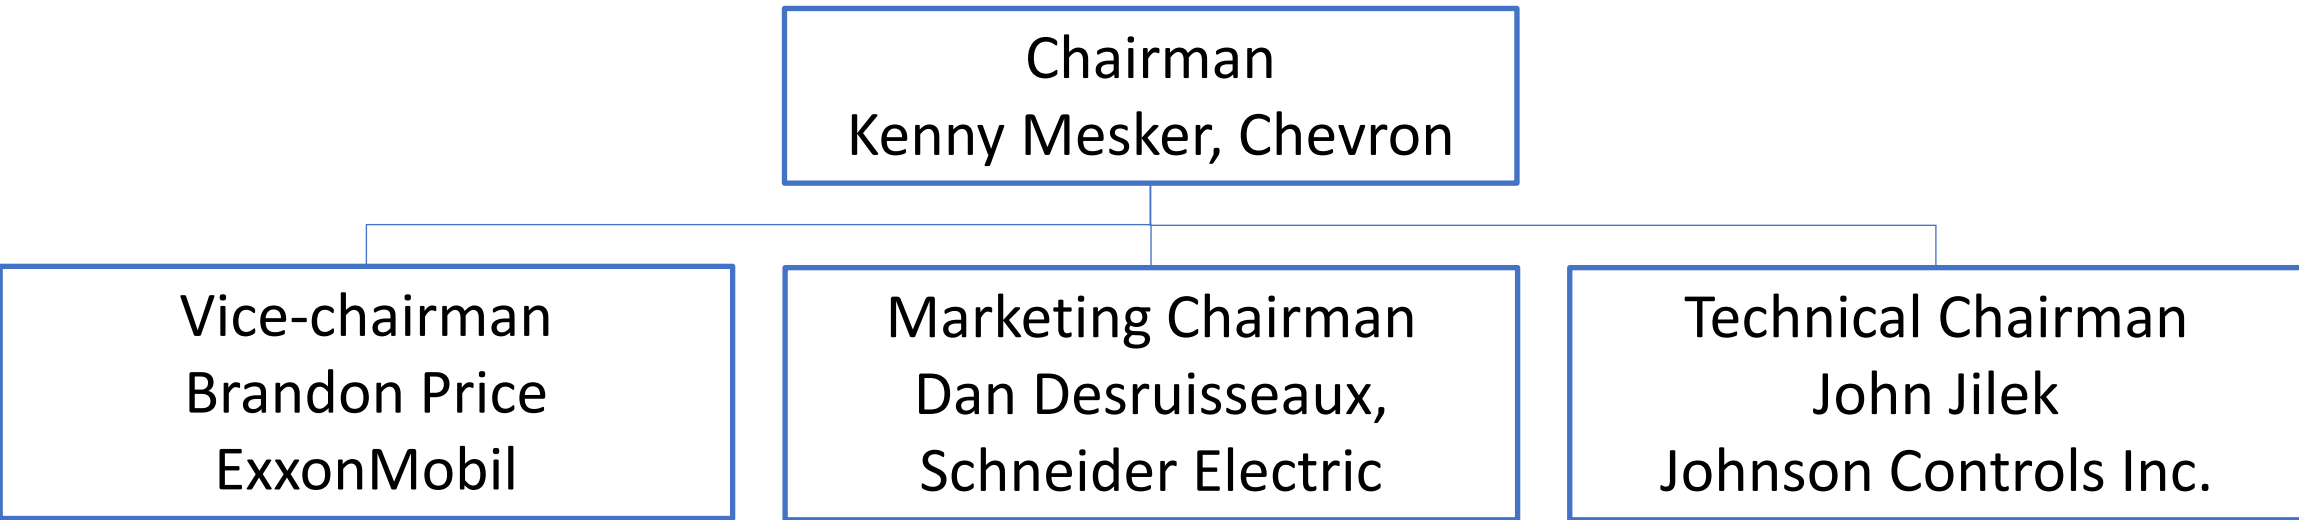 Chairman
Kenny Mesker, Chevron
Vice-chairman
Brandon Price
ExxonMobil
Marketing Chairman
Dan Desruisseaux,
Schneider Electric
Technical Chairman
John Jilek
Johnson Controls Inc.